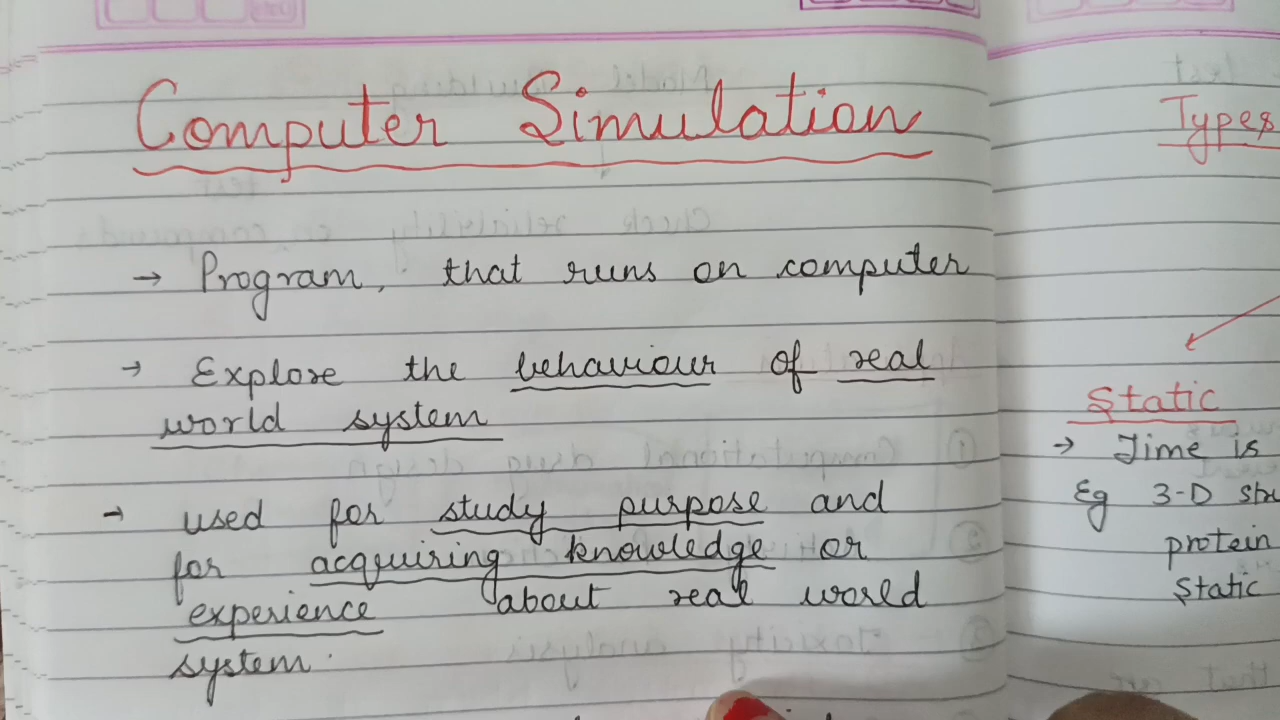 Computer Simulation
→ Program, that runs on computer
→ Explore the behaviour of real
world system
→ used for study purpose and
for acquiring knowledge or
experience about real world
system.
Types
Static
→ Time is
Eg 3-D
protein
static